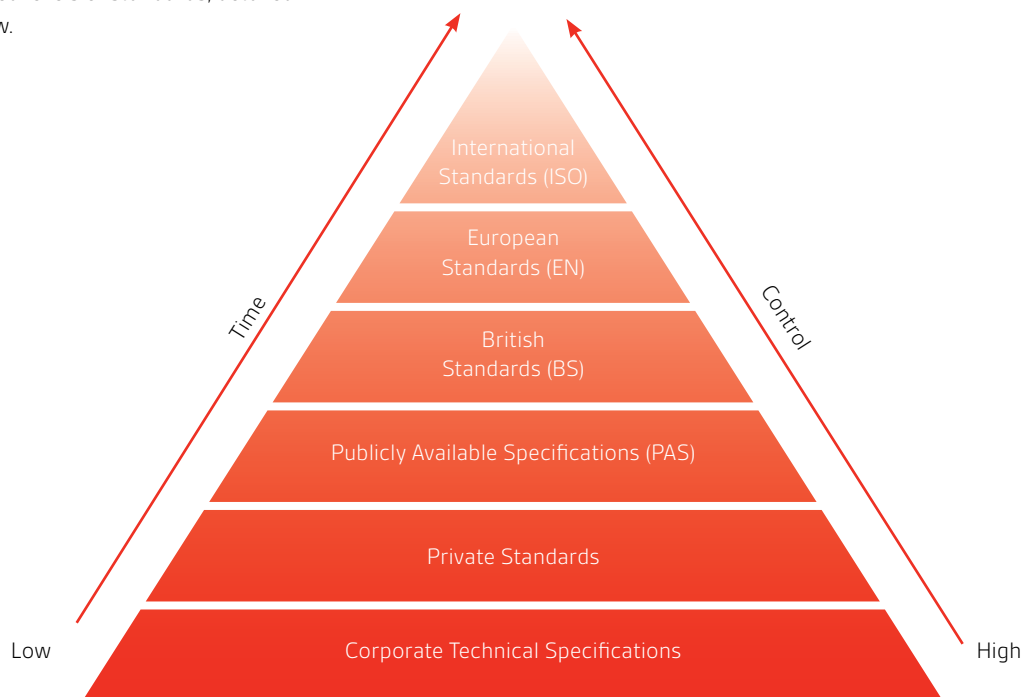 w.
International
Standards (ISO)
European
Standards (EN)
Time
Control
British
Standards (BS)
Publicly Available Specifications (PAS)
Private Standards
Low
Corporate Technical Specifications
High